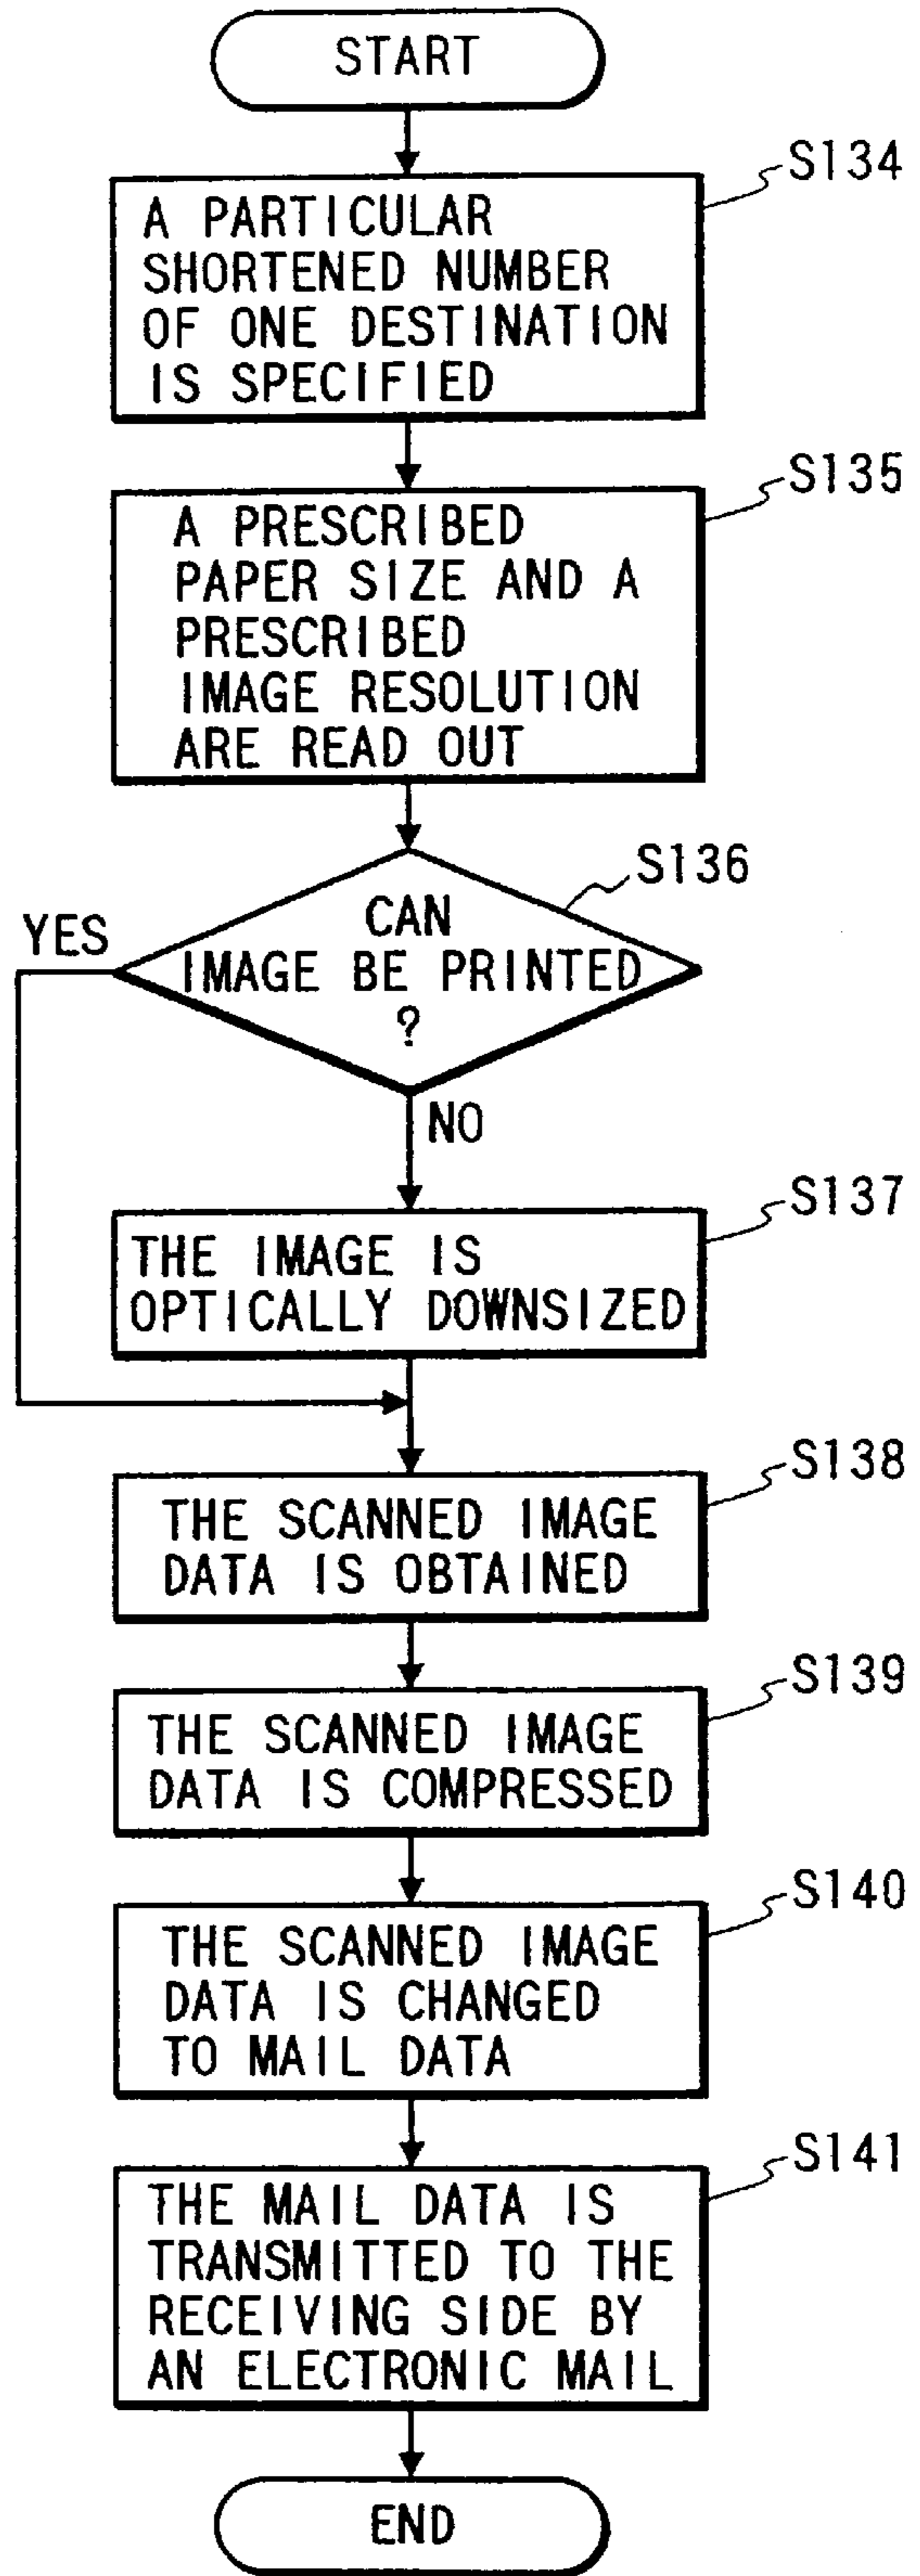 START
S134
A PARTICULAR
SHORTENED NUMBER
OF ONE DESTINATION
IS SPECIFIED
S135
A PRESCRIBED
PAPER SIZE AND A
PRESCRIBED
IMAGE RESOLUTION
ARE READ OUT
S136
CAN
IMAGE BE PRINTED
?
YES
NO
S137
THE IMAGE IS
OPTICALLY DOWNSIZED
S138
THE SCANNED IMAGE
DATA IS OBTAINED
S139
THE SCANNED IMAGE
DATA IS COMPRESSED
S140
THE SCANNED IMAGE
DATA IS CHANGED
TO MAIL DATA
S141
THE MAIL DATA IS
TRANSMITTED TO THE
RECEIVING SIDE BY
AN ELECTRONIC MAIL
END